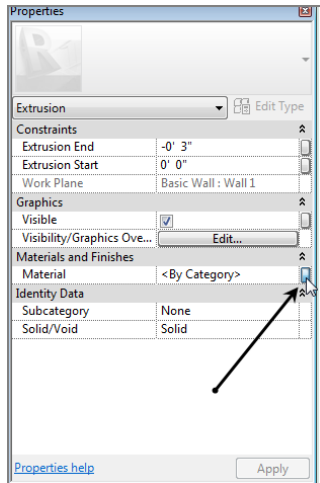 Properties
Extrusion Edit Type
Constraints
Extrusion End -0' 3"
Extrusion Start 0' 0"
Work Plane Basic Wall : Wall 1
Graphics
Visible
Visibility/Graphics Ove... Edit...
Materials and Finishes
Material <By Category>
Identity Data
Subcategory None
Solid/Void Solid
Properties help Apply